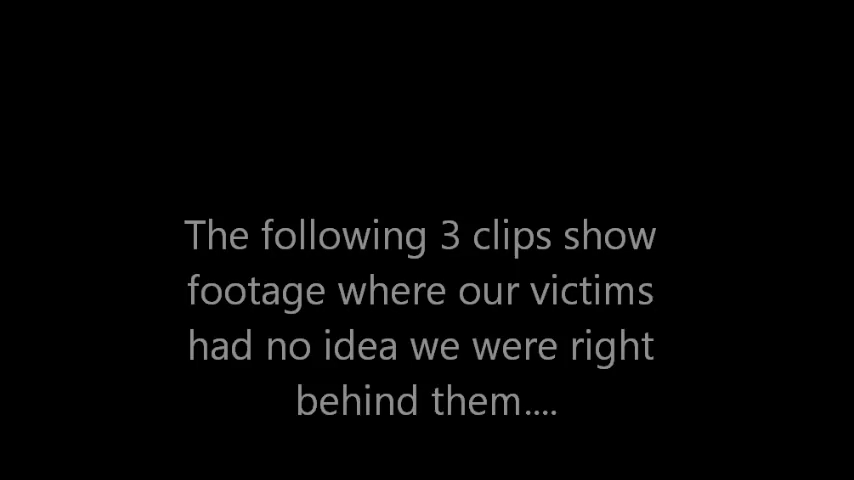 The following 3 clips show
footage where our victims
had no idea we were right
behind them....